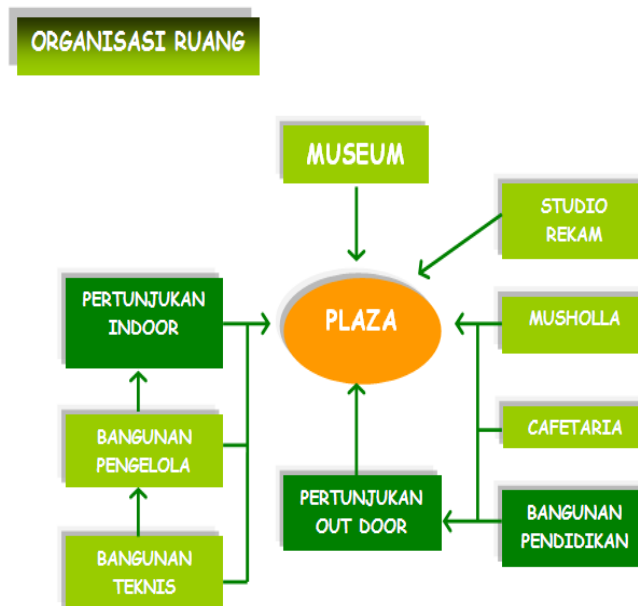 ORGANISASI RUANG
MUSEUM
STUDIO
REKAM
PERTUNJUKAN
INDOOR
PLAZA
MUSHOLLA
BANGUNAN
PENGELOLA
CAFETARIA
PERTUNJUKAN
OUT DOOR
BANGUNAN
PENDIDIKAN
BANGUNAN
TEKNIS